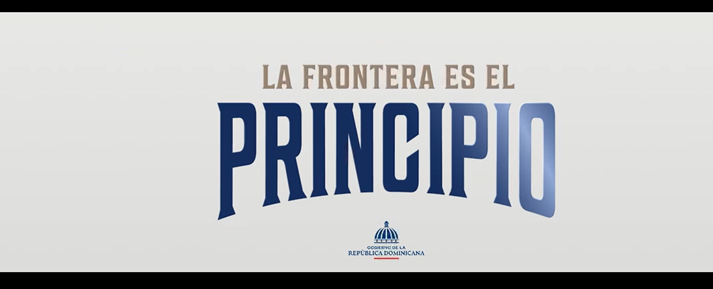 LA FRONTERA ES EL
PRINCIPIO
GOBIERNO DE LA
REPÚBLICA DOMINICANA